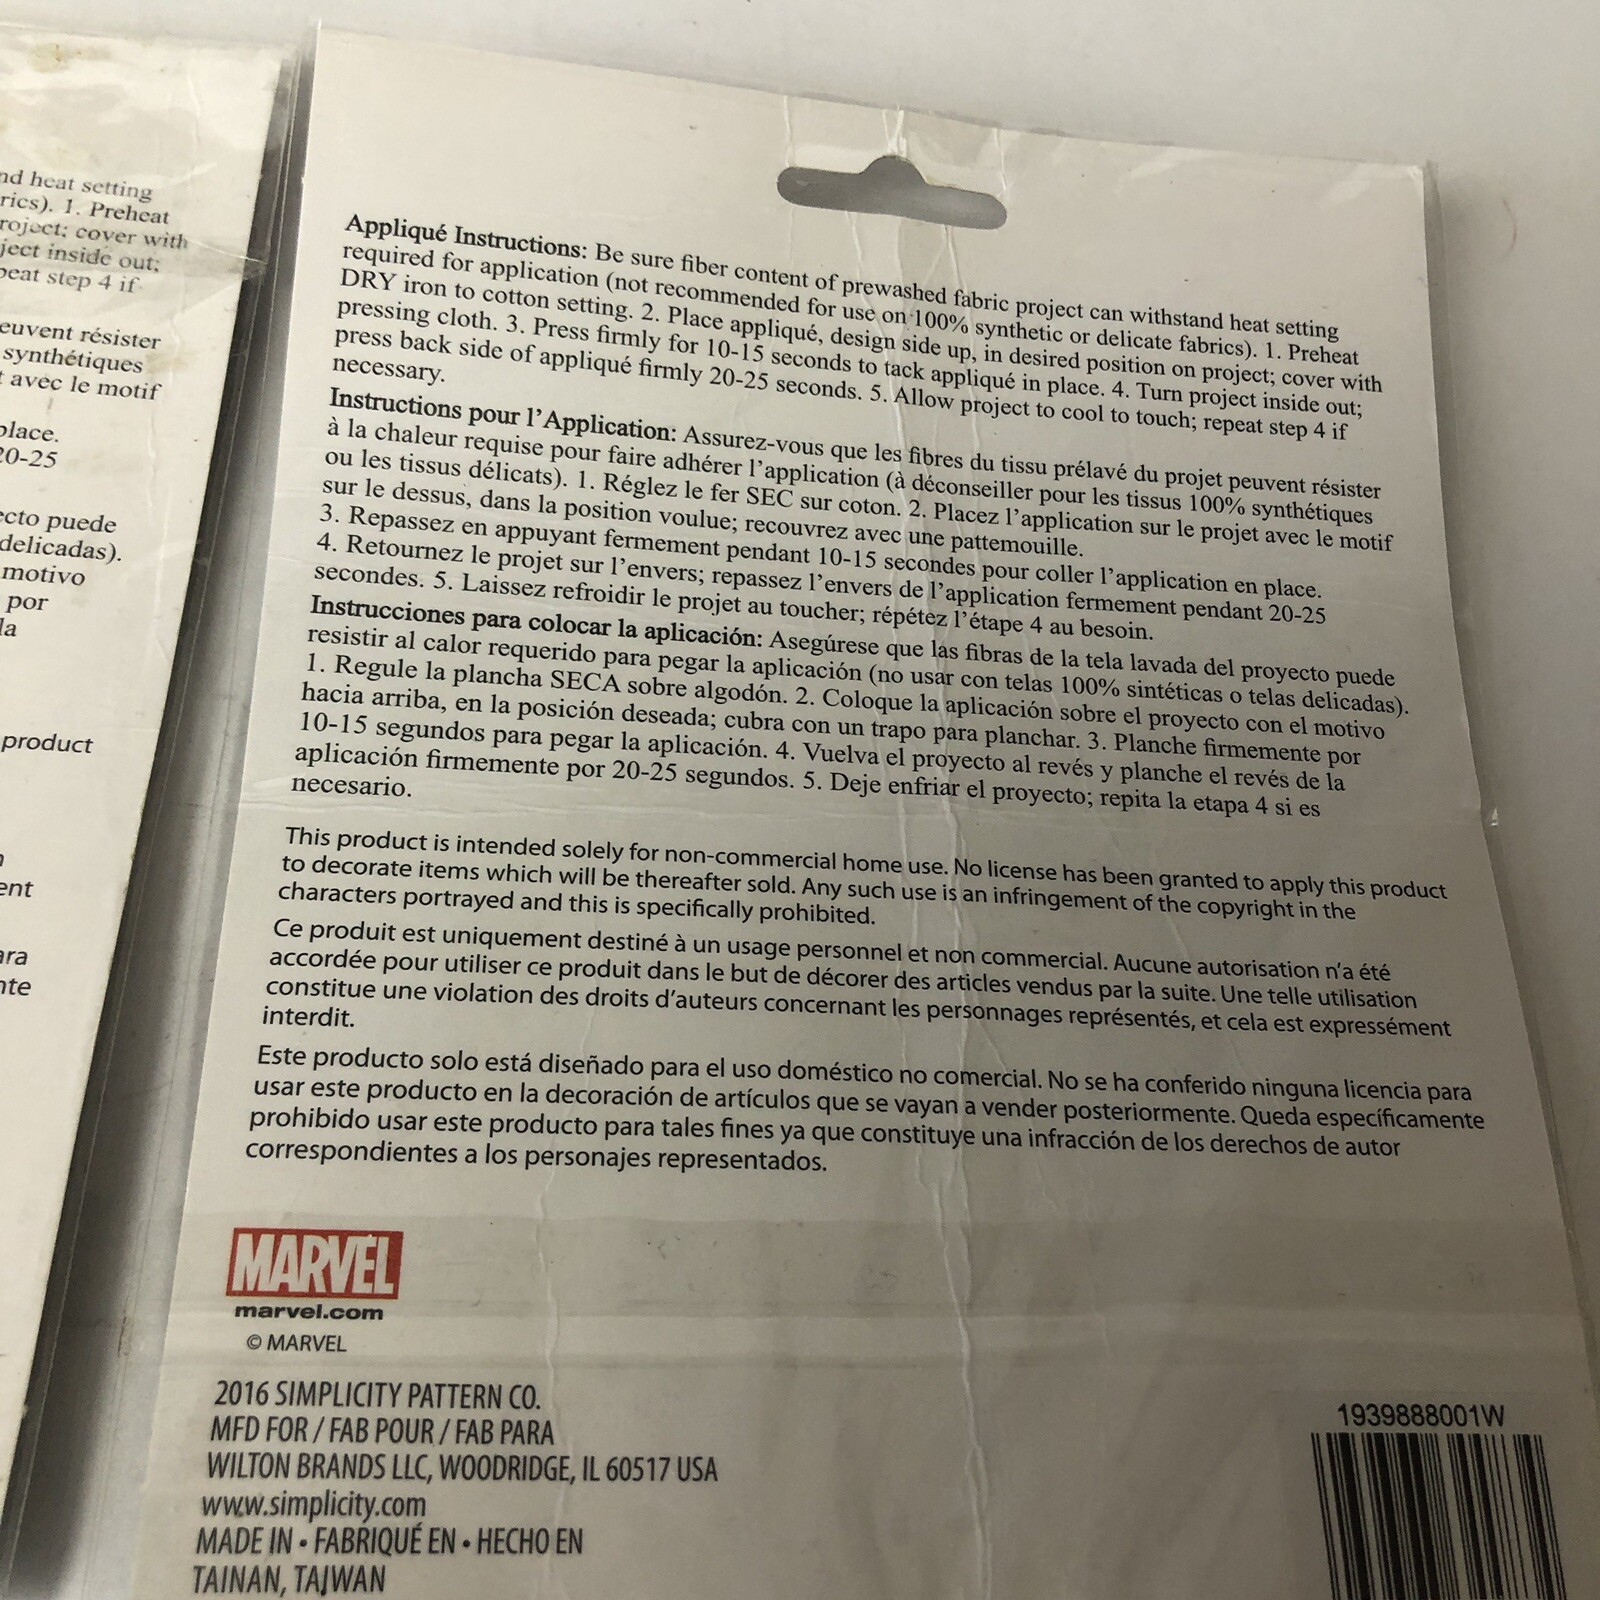 nd heat setting
rics). 1. Preheat
roject; cover with
ject inside out;
peat step 4 if
euvent résister
synthétiques
t avec le motif
place.
20-25
ecto puede
delicadas).
motivo
por
la
product
ent
ara
nte
Appliqué Instructions: Be sure fiber content of prewashed fabric project can withstand heat setting
required for application (not recommended for use on 100% synthetic or delicate fabrics). 1. Preheat
DRY iron to cotton setting. 2. Place appliqué, design side up, in desired position on project; cover with
pressing cloth. 3. Press firmly for 10-15 seconds to tack appliqué in place. 4. Turn project inside out;
press back side of appliqué firmly 20-25 seconds. 5. Allow project to cool to touch; repeat step 4 if
necessary.
Instructions pour l'Application: Assurez-vous que les fibres du tissu prélavé du projet peuvent résister
à la chaleur requise pour faire adhérer l'application (à déconseiller pour les tissus 100% synthétiques
ou les tissus délicats). 1. Réglez le fer SEC sur coton. 2. Placez l'application sur le projet avec le motif
sur le dessus, dans la position voulue; recouvrez avec une pattemouille.
3. Repassez en appuyant fermement pendant 10-15 secondes pour coller l'application en place.
4. Retournez le projet sur l'envers; repassez l'envers de l'application fermement pendant 20-25
secondes. 5. Laissez refroidir le projet au toucher; répétez l'étape 4 au besoin.
Instrucciones para colocar la aplicación: Asegúrese que las fibras de la tela lavada del proyecto puede
resistir al calor requerido para pegar la aplicación (no usar con telas 100% sintéticas o telas delicadas).
1. Regule la plancha SECA sobre algodón. 2. Coloque la aplicación sobre el proyecto con el motivo
hacia arriba, en la posición deseada; cubra con un trapo para planchar. 3. Planche firmemente por
10-15 segundos para pegar la aplicación. 4. Vuelva el proyecto al revés y planche el revés de la
aplicación firmemente por 20-25 segundos. 5. Deje enfriar el proyecto; repita la etapa 4 si es
necesario.
This product is intended solely for non-commercial home use. No license has been granted to apply this product
to decorate items which will be thereafter sold. Any such use is an infringement of the copyright in the
characters portrayed and this is specifically prohibited.
Ce produit est uniquement destiné à un usage personnel et non commercial. Aucune autorisation n'a été
accordée pour utiliser ce produit dans le but de décorer des articles vendus par la suite. Une telle utilisation
constitue une violation des droits d'auteurs concernant les personnages représentés, et cela est expressément
interdit.
Este producto solo está diseñado para el uso doméstico no comercial. No se ha conferido ninguna licencia para
usar este producto en la decoración de artículos que se vayan a vender posteriormente. Queda específicamente
prohibido usar este producto para tales fines ya que constituye una infracción de los derechos de autor
correspondientes a los personajes representados.
MARVEL
marvel.com
© MARVEL
2016 SIMPLICITY PATTERN CO.
MFD FOR / FAB POUR / FAB PARA
WILTON BRANDS LLC, WOODRIDGE, IL 60517 USA
www.simplicity.com
MADE IN • FABRIQUÉ EN • HECHO EN
TAINAN, TAIWAN
1939888001W